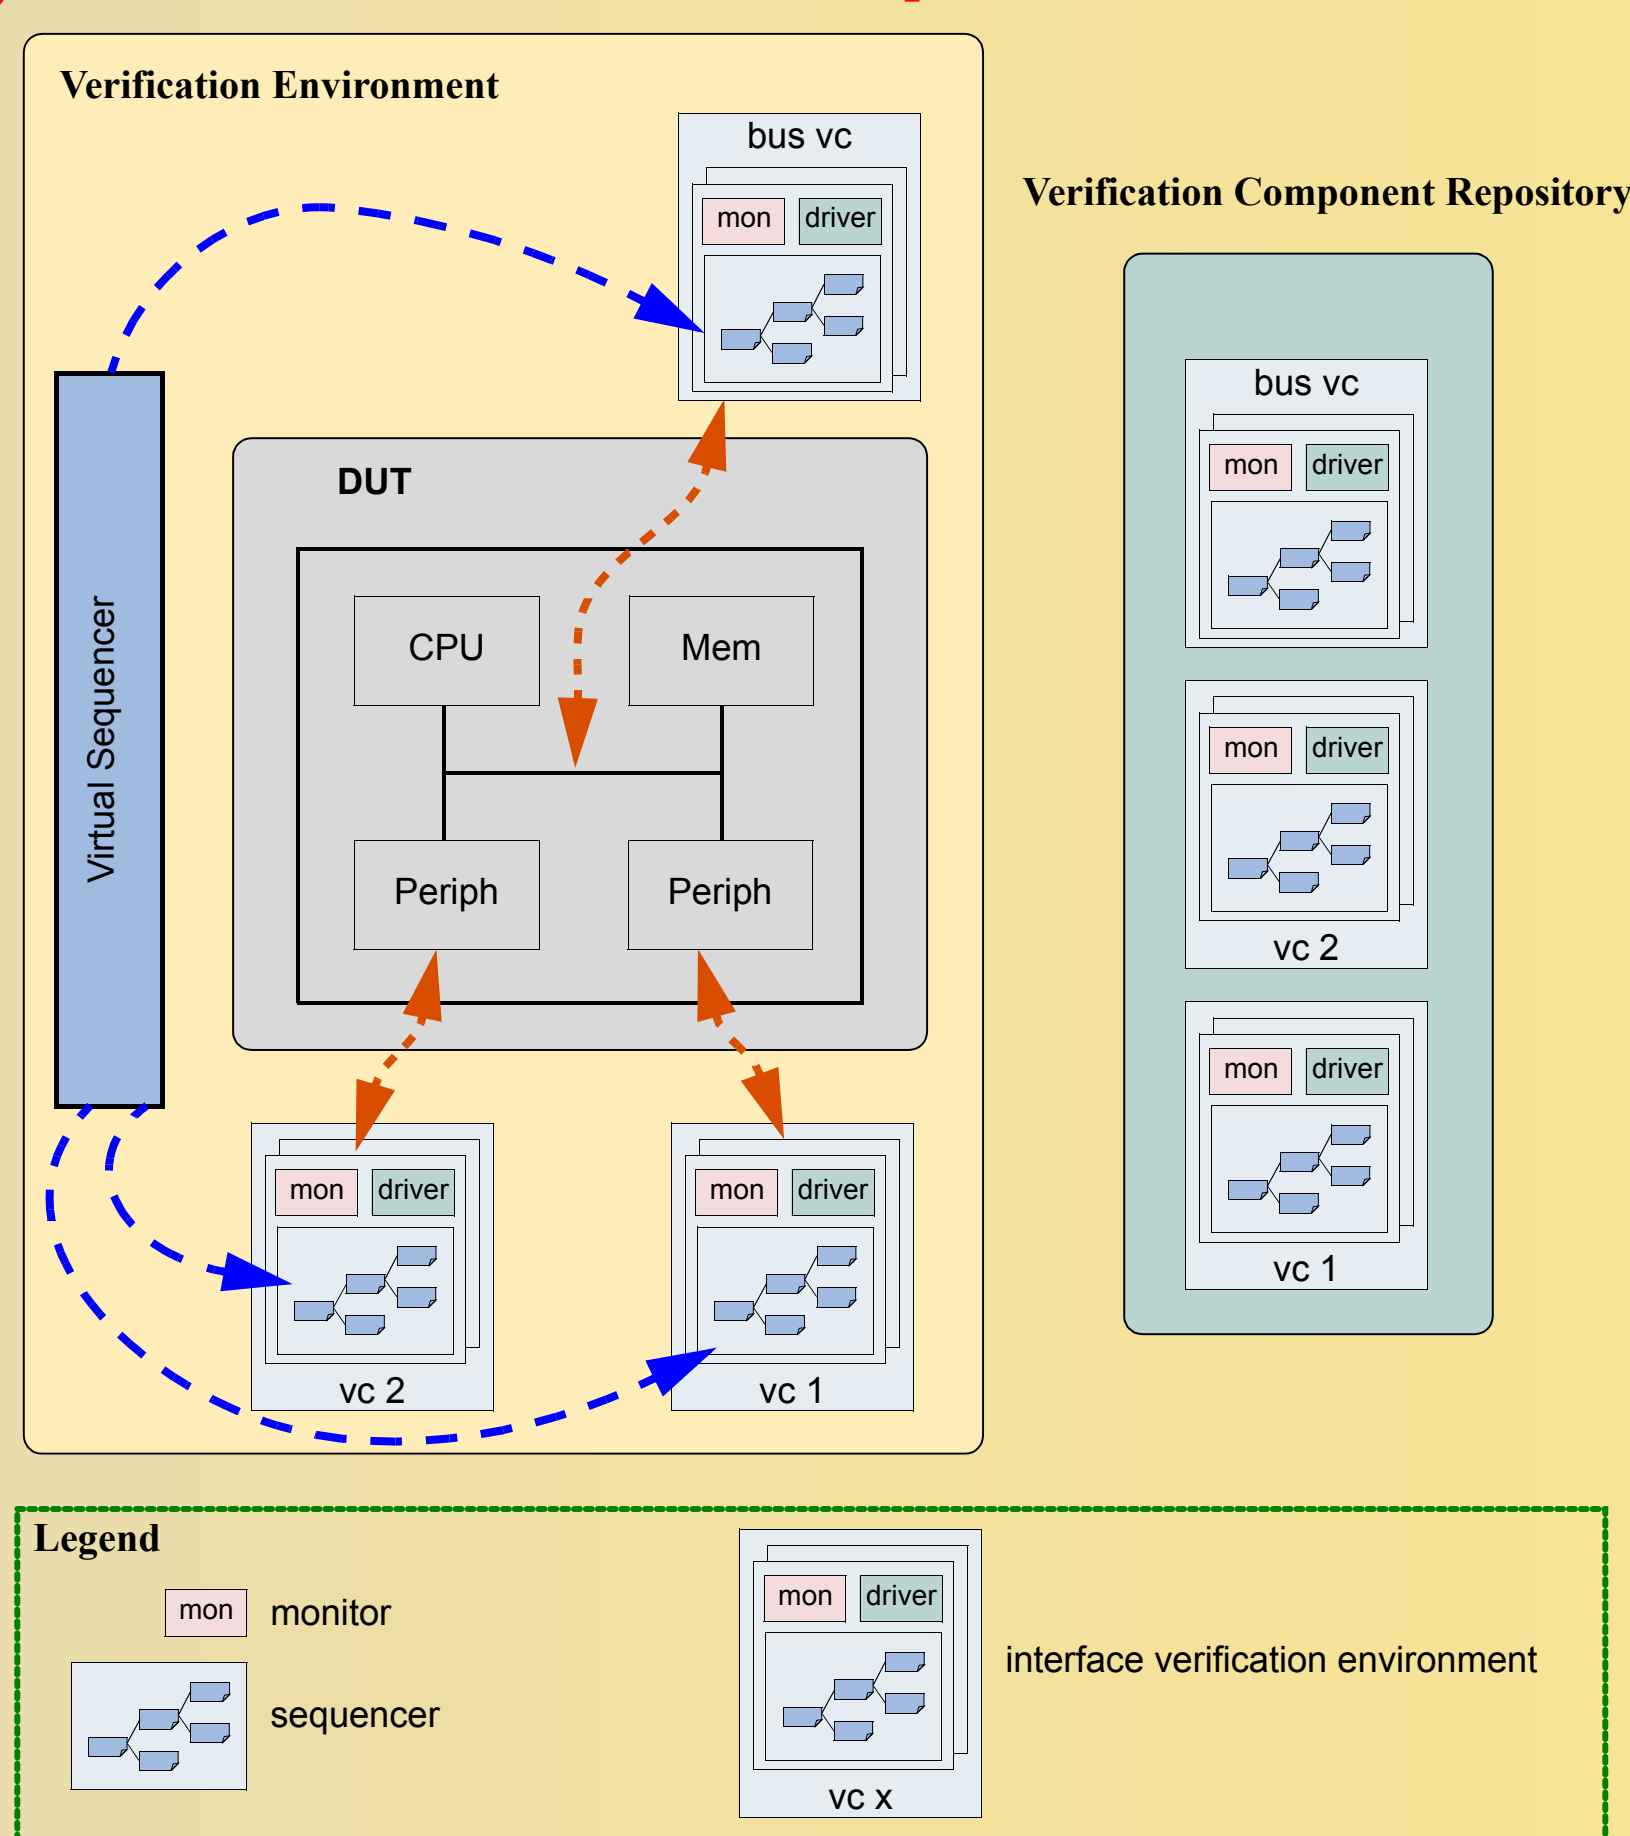 Verification Environment
bus vc
mon driver
Verification Component Repository
bus vc
mon driver
DUT
CPU Mem
Virtual Sequencer
Periph Periph
mon driver
vc 2
mon driver
vc 1
mon driver
vc 2
mon driver
vc 1
Legend
mon monitor
sequencer
mon driver
vc x
interface verification environment